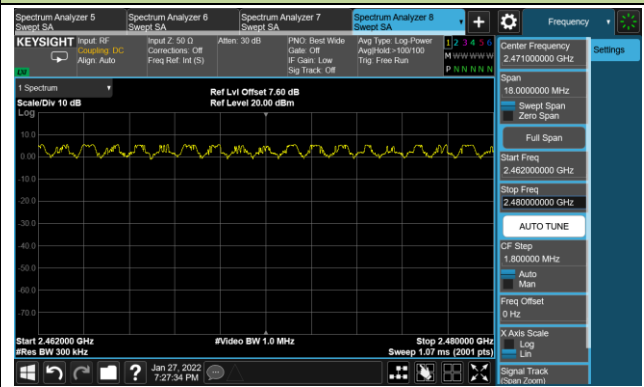 Spectrum Analyzer 5
Swept SA
Spectrum Analyzer 6
Swept SA
Spectrum Analyzer 7
Swept SA
Spectrum Analyzer 8
Swept SA
+
Frequency
KEYSIGHT
Input: RF
Coupling: DC
Align: Auto
Input Z: 50 Ω
Corrections: Off
Freq Ref: Int (S)
Atten: 30 dB
PNO: Best Wide
Gate: Off
IF Gain: Low
Sig Track: Off
Avg Type: Log-Power
Avg|Hold:>100/100
Trig: Free Run
1 2 3 4 5 6
M W W W W W
P N N N N N
LXI
1 Spectrum
Scale/Div 10 dB
Log
Ref Lvl Offset 7.60 dB
Ref Level 20.00 dBm
10.0
0.00
-10.0
-20.0
-30.0
-40.0
-50.0
-60.0
-70.0
Start 2.462000 GHz
#Res BW 300 kHz
#Video BW 1.0 MHz
Stop 2.480000 GHz
Sweep 1.07 ms (2001 pts)
Center Frequency
2.471000000 GHz
Settings
Span
18.0000000 MHz
Swept Span
Zero Span
Full Span
Start Freq
2.462000000 GHz
Stop Freq
2.480000000 GHz
AUTO TUNE
CF Step
1.800000 MHz
Auto
Man
Freq Offset
0 Hz
X Axis Scale
Log
Lin
Signal Track
(Span Zoom)
?
Jan 27, 2022
7:27:34 PM